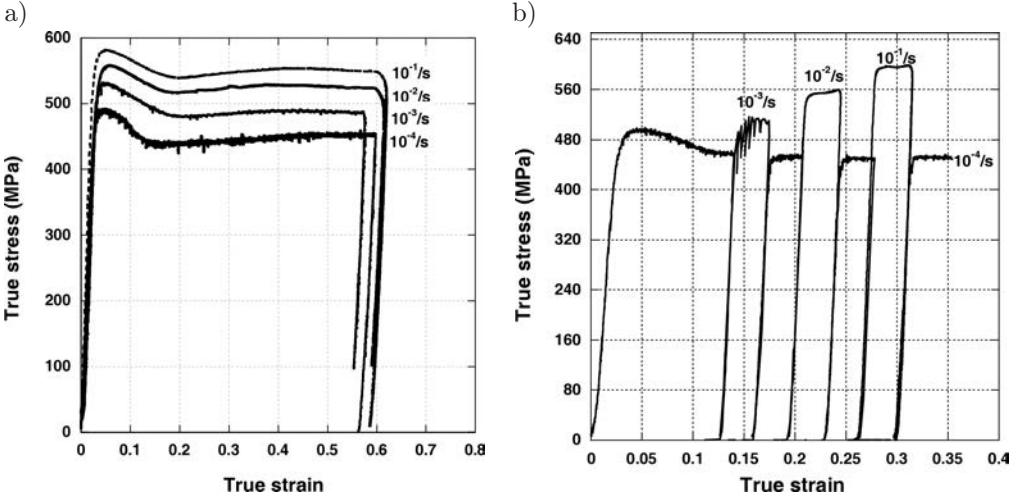 a)
600
500
400
300
200
100
0
True stress (MPa)
0 0.1 0.2 0.3 0.4 0.5 0.6 0.7 0.8
True strain
10⁻¹/s
10⁻²/s
10⁻³/s
10⁻⁴/s
b)
640
560
480
400
320
240
160
80
0
True stress (MPa)
0 0.05 0.1 0.15 0.2 0.25 0.3 0.35 0.4
True strain
10⁻³/s
10⁻²/s
10⁻¹/s
10⁻⁴/s